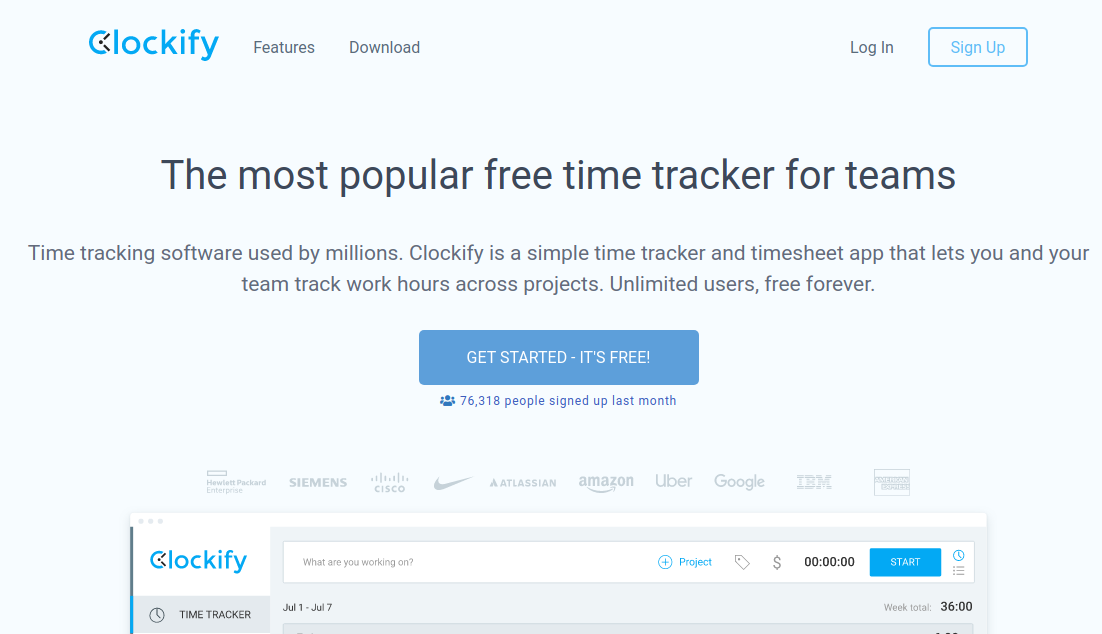 Clockify
Features
Download
Log In
Sign Up
The most popular free time tracker for teams
Time tracking software used by millions. Clockify is a simple time tracker and timesheet app that lets you and your
team track work hours across projects. Unlimited users, free forever.
GET STARTED - IT'S FREE!
76,318 people signed up last month
Hewlett Packard
Enterprise
SIEMENS
CISCO
ATLASSIAN
amazon
Uber
Google
IBM
AMERICAN
EXPRESS
Clockify
What are you working on?
Project
$
00:00:00
START
TIME TRACKER
Jul 1 - Jul 7
Week total:
36:00